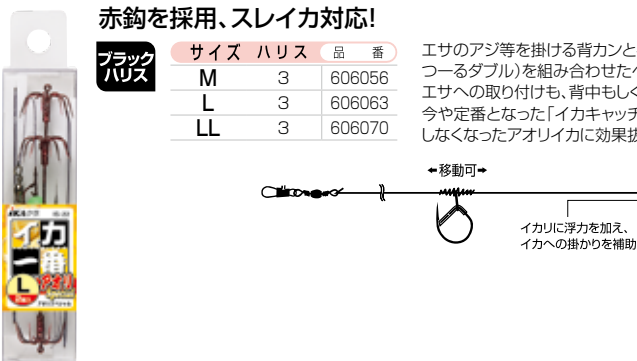 赤鈎を採用、スレイカ対応!
ブラック
ハリス
サイズ ハリス 品 番
M 3 606056
L 3 606063
LL 3 606070
エサのアジ等を掛ける背カンと
つーるダブル)を組み合わせた
エサへの取り付けも、背中もしく
今や定番となった「イカキャッチ
しなくなったアオリイカに効果抜
←移動可→
イカリに浮力を加え、
イカへの掛かりを補助
イカ
一番
L
アオリ
Special